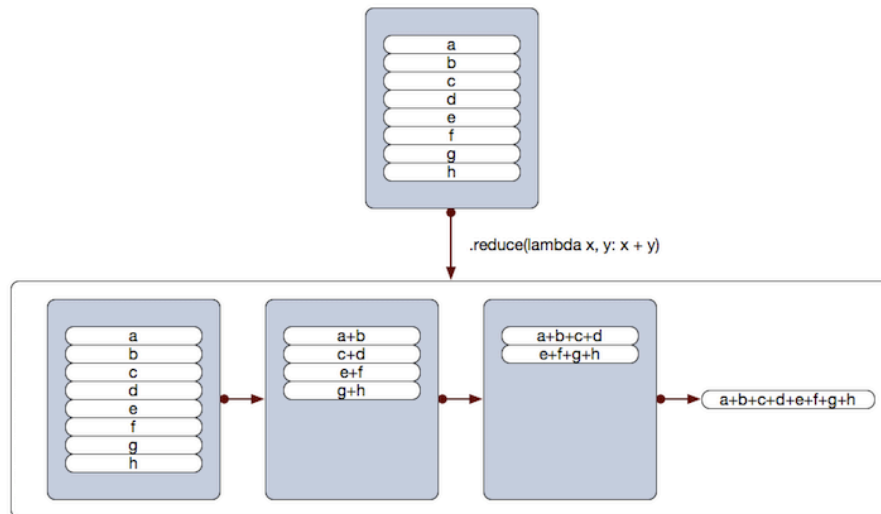 a
b
c
d
e
f
g
h
.reduce(lambda x, y: x + y)
a
b
c
d
e
f
g
h
a+b
c+d
e+f
g+h
a+b+c+d
e+f+g+h
a+b+c+d+e+f+g+h